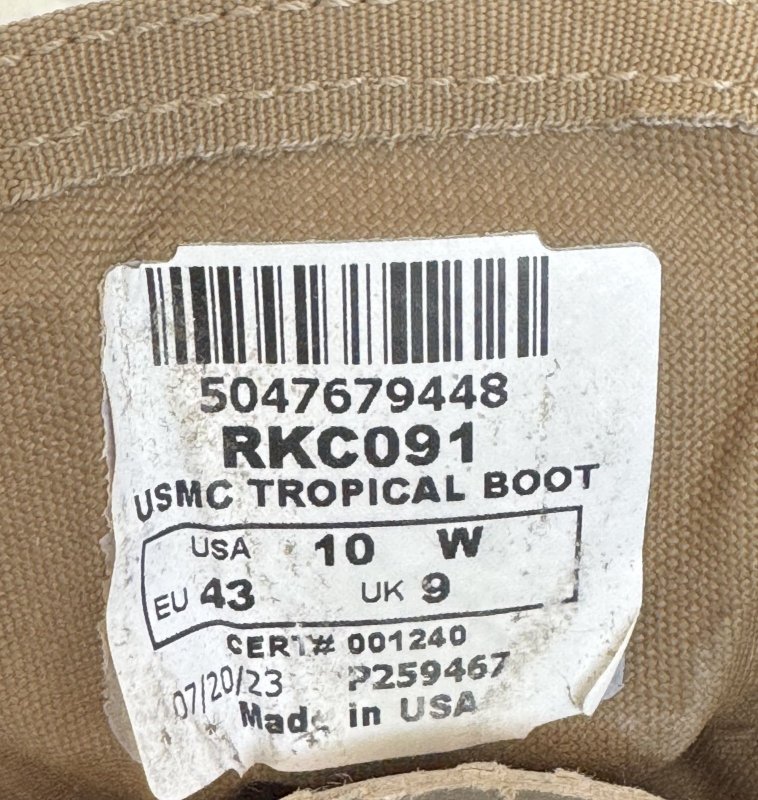 5047679448
RKC091
USMC TROPICAL BOOT
USA 10 W
EU 43 UK 9
CERT# 001240
07/20/23 P259467
Made in USA